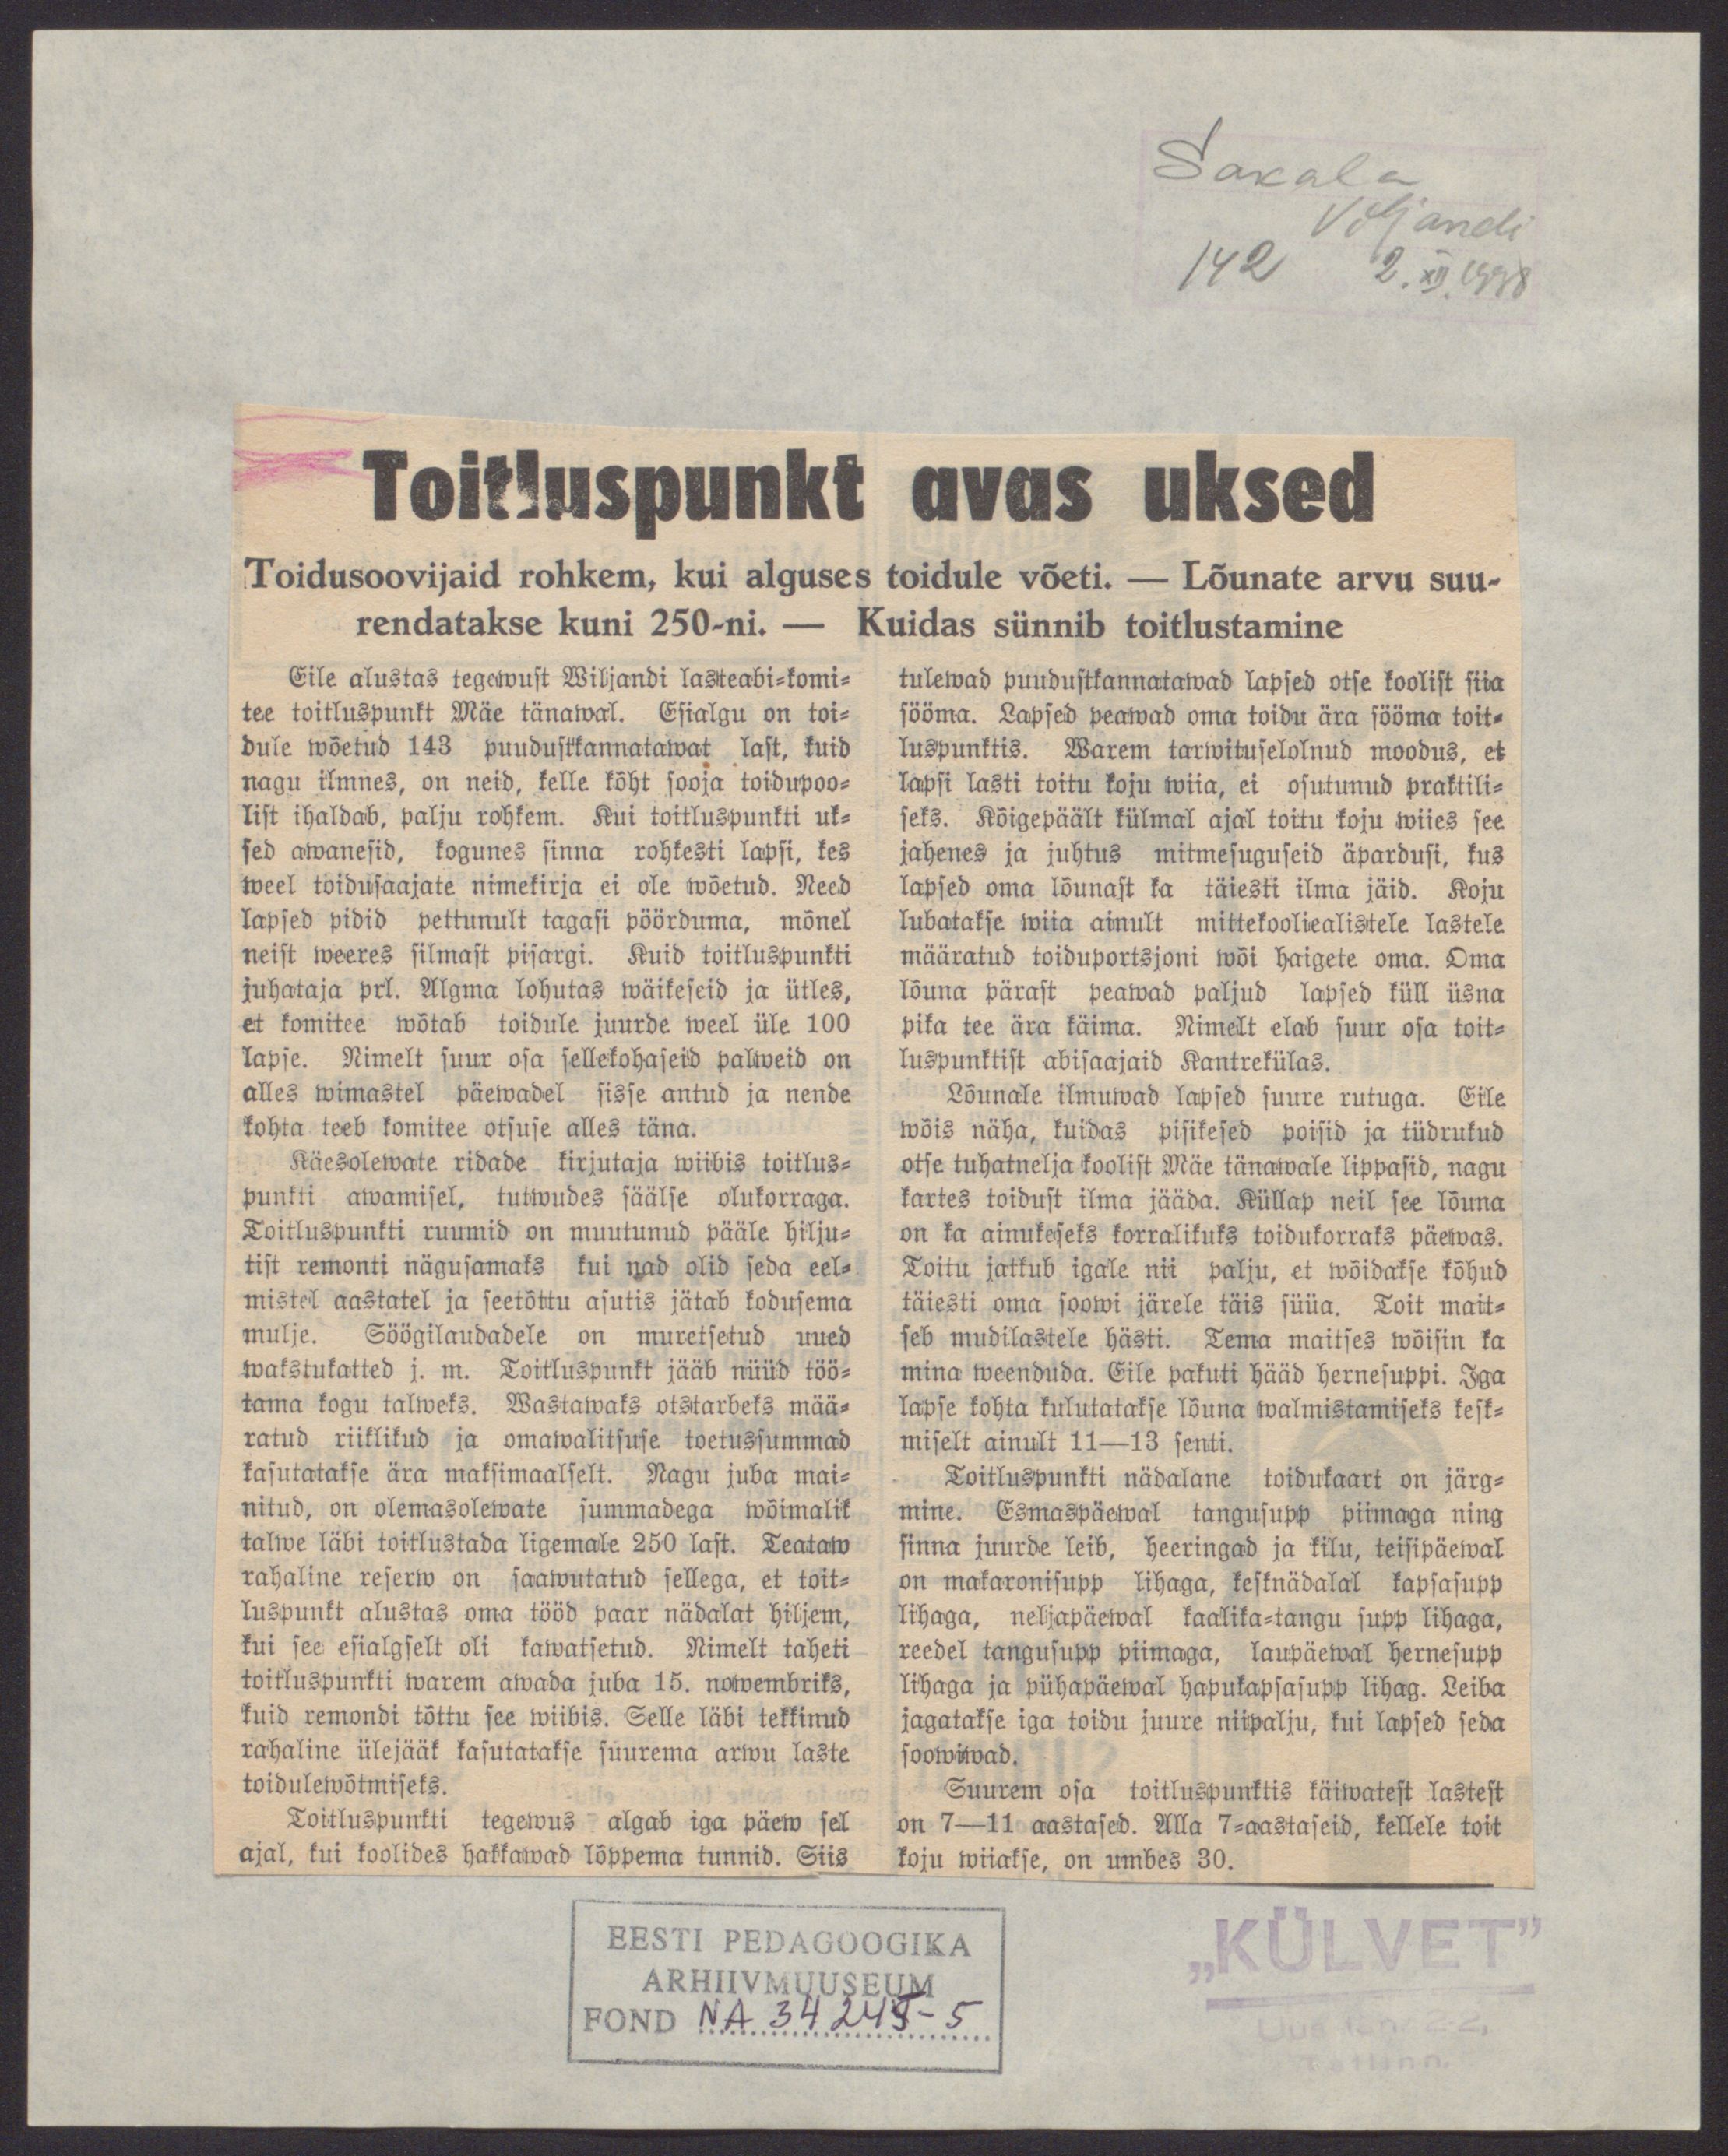 Sakala
Viljandi
142 2. XII. 1938
Toitluspunkt avas uksed
Toidusoovijaid rohkem, kui alguses toidule võeti. — Lõunate arvu suu-
rendatakse kuni 250-ni. — Kuidas sünnib toitlustamine
Eile alustas tegewust Wiljandi lasteabi-komi-
tee toitluspunkt Mäe tänawal. Esialgu on toi-
dule wõetud 143 puudustkannatawat last, kuid
nagu ilmnes, on neid, kelle kõht sooja toidupoo-
list ihaldab, palju rohkem. Kui toitluspunkti uk-
sed awanesid, kogunes sinna rohkesti lapsi, kes
weel toidusaajate nimekirja ei ole wõetud. Need
lapsed pidid pettunult tagasi pöörduma, mõnel
neist weeres silmast pisargi. Kuid toitluspunkti
juhataja prl. Algma lohutas wäikeseid ja ütles,
et komitee wõtab toidule juurde weel üle 100
lapse. Nimelt suur osa sellekohaseid palweid on
alles wimastel päewadel sisse antud ja nende
kohta teeb komitee otsuse alles täna.
Käesolewate ridade kirjutaja wiibis toitlus-
punkti awamisel, tutwudes säälse olukorraga.
Toitluspunkti ruumid on muutunud pääle hilju-
tist remonti nägusamaks kui nad olid seda eel-
mistel aastatel ja seetõttu asutis jätab kodusema
mulje. Söögilaudadele on muretsetud uued
wakstukatted j. m. Toitluspunkt jääb nüüd töö-
tama kogu talweks. Wastawaks otstarbeks mää-
ratud riiklikud ja omawalitsuse toetussummad
kasutatakse ära maksimaalselt. Nagu juba mai-
nitud, on olemasolewate summadega wõimalik
talwe läbi toitlustada ligemale 250 last. Teataw
rahaline reserw on saawutatud sellega, et toit-
luspunkt alustas oma tööd paar nädalat hiljem,
kui see esialgselt oli kawatsetud. Nimelt taheti
toitluspunkti warem awada juba 15. nowembriks,
kuid remondi tõttu see wiibis. Selle läbi tekkinud
rahaline ülejääk kasutatakse suurema arwu laste
toidulewõtmiseks.
Toitluspunkti tegewus algab iga päew sel
ajal, kui koolides hakkawad lõppema tunnid. Siis
tulewad puudustkannatawad lapsed otse koolist siia
sööma. Lapsed peawad oma toidu ära sööma toit-
luspunktis. Warem tarwituselolnud moodus, et
lapsi lasti toitu koju wiia, ei osutunud praktili-
seks. Kõigepäält külmal ajal toitu koju wiies see
jahenes ja juhtus mitmesuguseid äpardusi, kus
lapsed oma lõunast ka täiesti ilma jäid. Koju
lubatakse wiia ainult mittekooliealistele lastele
määratud toiduportsjoni wõi haigete oma. Oma
lõuna pärast peawad paljud lapsed küll üsna
pika tee ära käima. Nimelt elab suur osa toit-
luspunktist abisaajaid Kantrekülas.
Lõunale ilmuwad lapsed suure rutuga. Eile
wõis näha, kuidas pisikesed poisid ja tüdrukud
otse tuhatnelja koolist Mäe tänawale lippasid, nagu
kartes toidust ilma jääda. Küllap neil see lõuna
on ka ainukeseks korralikuks toidukorraks päewas.
Toitu jatkub igale nii palju, et wõidakse kõhud
täiesti oma soowi järele täis süüa. Toit mait-
seb mudilastele hästi. Tema maitses wõisin ka
mina weenduda. Eile pakuti hääd hernesuppi. Iga
lapse kohta kulutatakse lõuna walmistamiseks kesk-
miselt ainult 11—13 senti.
Toitluspunkti nädalane toidukaart on järg-
mine. Esmaspäewal tangusupp piimaga ning
sinna juurde leib, heeringad ja kilu, teisipäewal
on makaronisupp lihaga, kesknädalal kapsasupp
lihaga, neljapäewal kaalika-tangu supp lihaga,
reedel tangusupp piimaga, laupäewal hernesupp
lihaga ja pühapäewal hapukapsasupp lihag. Leiba
jagatakse iga toidu juure niipalju, kui lapsed seda
soowiwad.
Suurem osa toitluspunktis käiwatest lastest
on 7—11 aastased. Alla 7-aastaseid, kellele toit
koju wiiakse, on umbes 30.
EESTI PEDAGOOGIKA
ARHIIVMUUSEUM
FOND NA 34245-5
„KÜLVET”
Uus tän.
Tallinn.